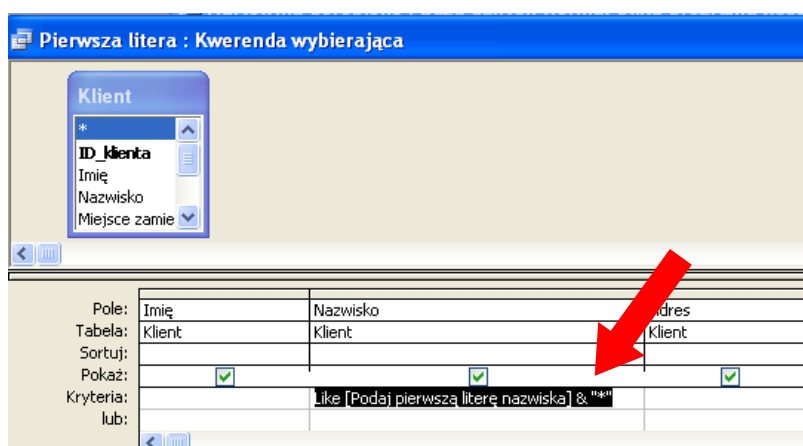 Pierwsza litera : Kwerenda wybierająca
Klient
*
ID_klienta
Imię
Nazwisko
Miejsce zamie
Pole: Imię Nazwisko dres
Tabela: Klient Klient Klient
Sortuj:
Pokaż:
Kryteria: Like [Podaj pierwszą literę nazwiska] & "*"
lub: